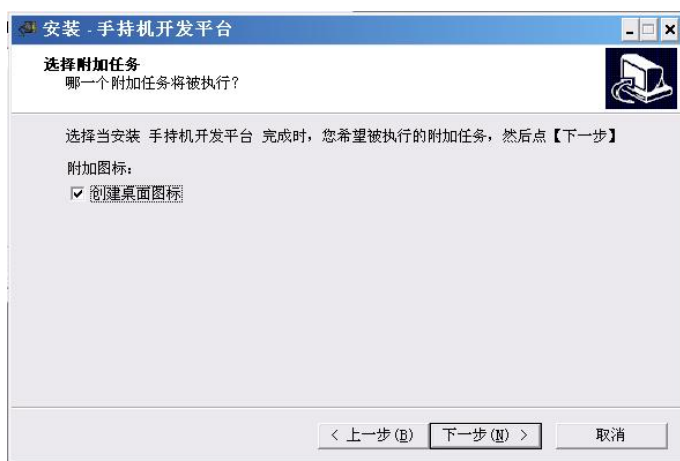 安装 - 手持机开发平台
选择附加任务
哪一个附加任务将被执行?
选择当安装 手持机开发平台 完成时, 您希望被执行的附加任务, 然后点【下一步】
附加图标:
创建桌面图标
< 上一步(B)
下一步(N) >
取消